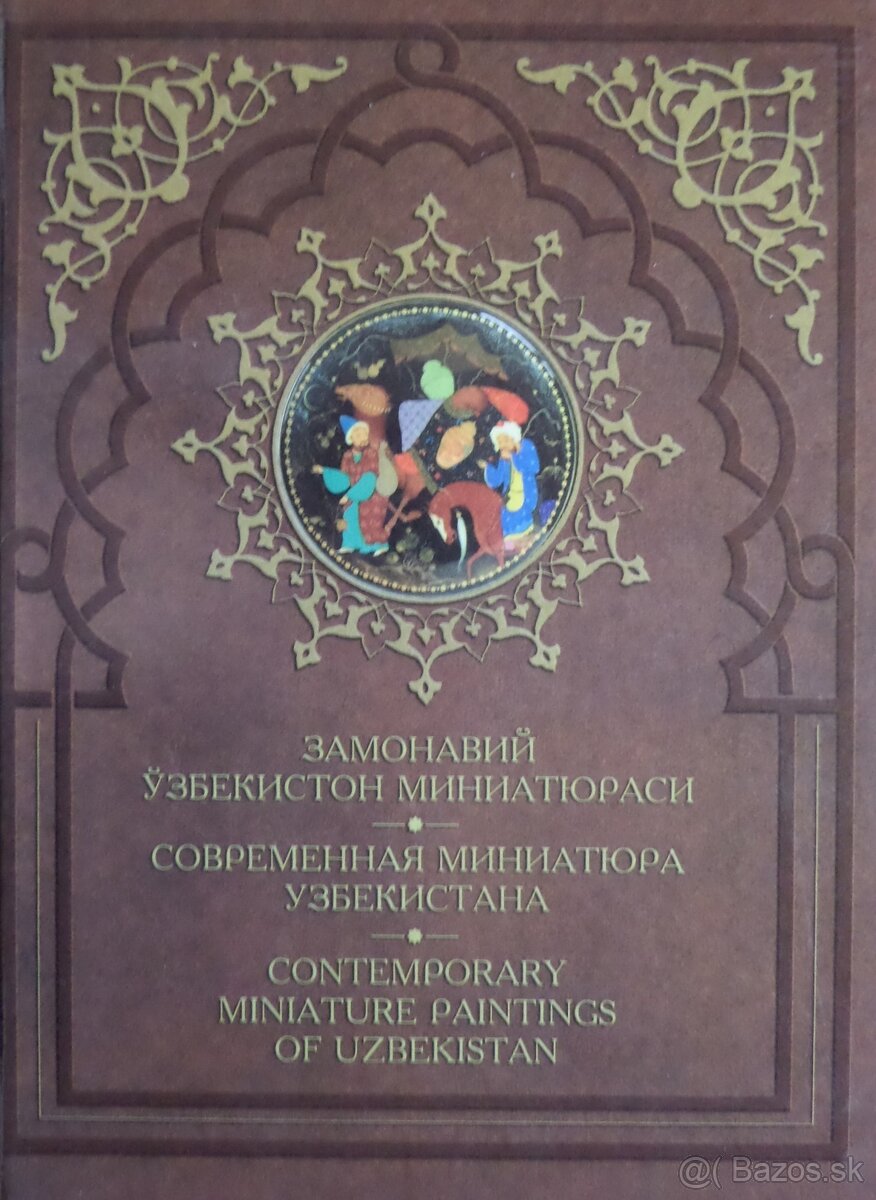 ЗАМОНАВИЙ
ЎЗБЕКИСТОН МИНИАТЮРАСИ
СОВРЕМЕННАЯ МИНИАТЮРА
УЗБЕКИСТАНА
CONTEMPORARY
MINIATURE PAINTINGS
OF UZBEKISTAN
@( Bazos.sk